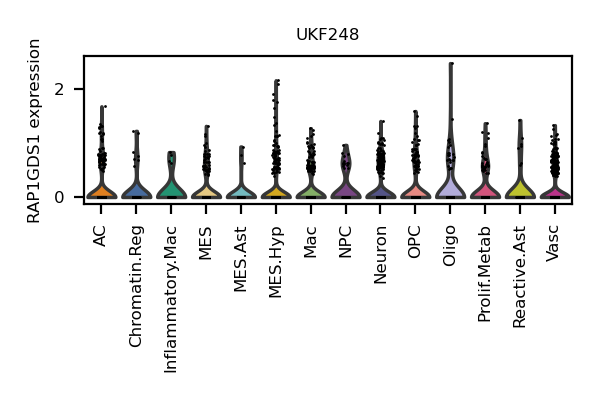 UKF248
RAP1GDS1 expression
2
0
AC
Chromatin.Reg
Inflammatory.Mac
MES
MES.Ast
MES.Hyp
Mac
NPC
Neuron
OPC
Oligo
Prolif.Metab
Reactive.Ast
Vasc